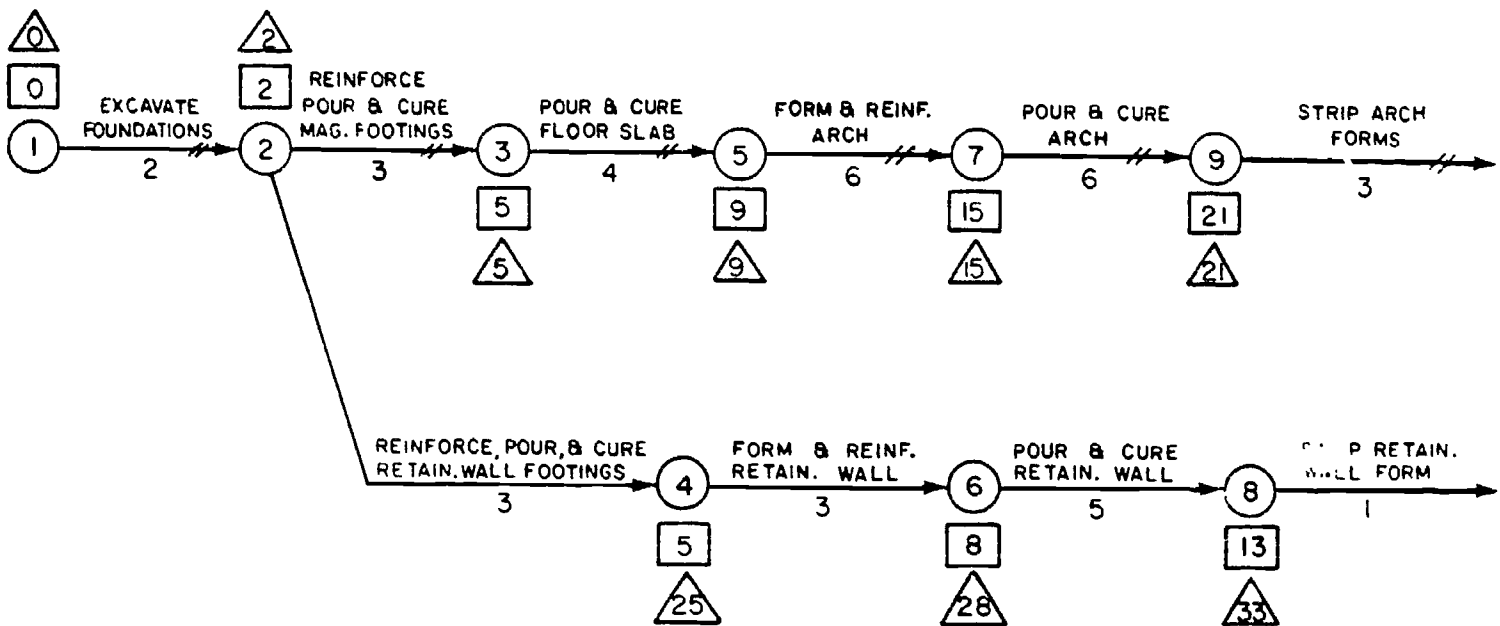 0
2
0
2
REINFORCE
EXCAVATE
FOUNDATIONS
POUR & CURE
MAG. FOOTINGS
POUR & CURE
FLOOR SLAB
FORM & REINF.
ARCH
POUR & CURE
ARCH
STRIP ARCH
FORMS
1
2
2
3
3
4
5
6
7
6
9
3
5
9
15
21
5
9
15
21
REINFORCE, POUR, & CURE
RETAIN. WALL FOOTINGS
FORM & REINF.
RETAIN. WALL
POUR & CURE
RETAIN. WALL
P RETAIN.
WALL FORM
3
4
3
6
5
8
1
5
8
13
25
28
33